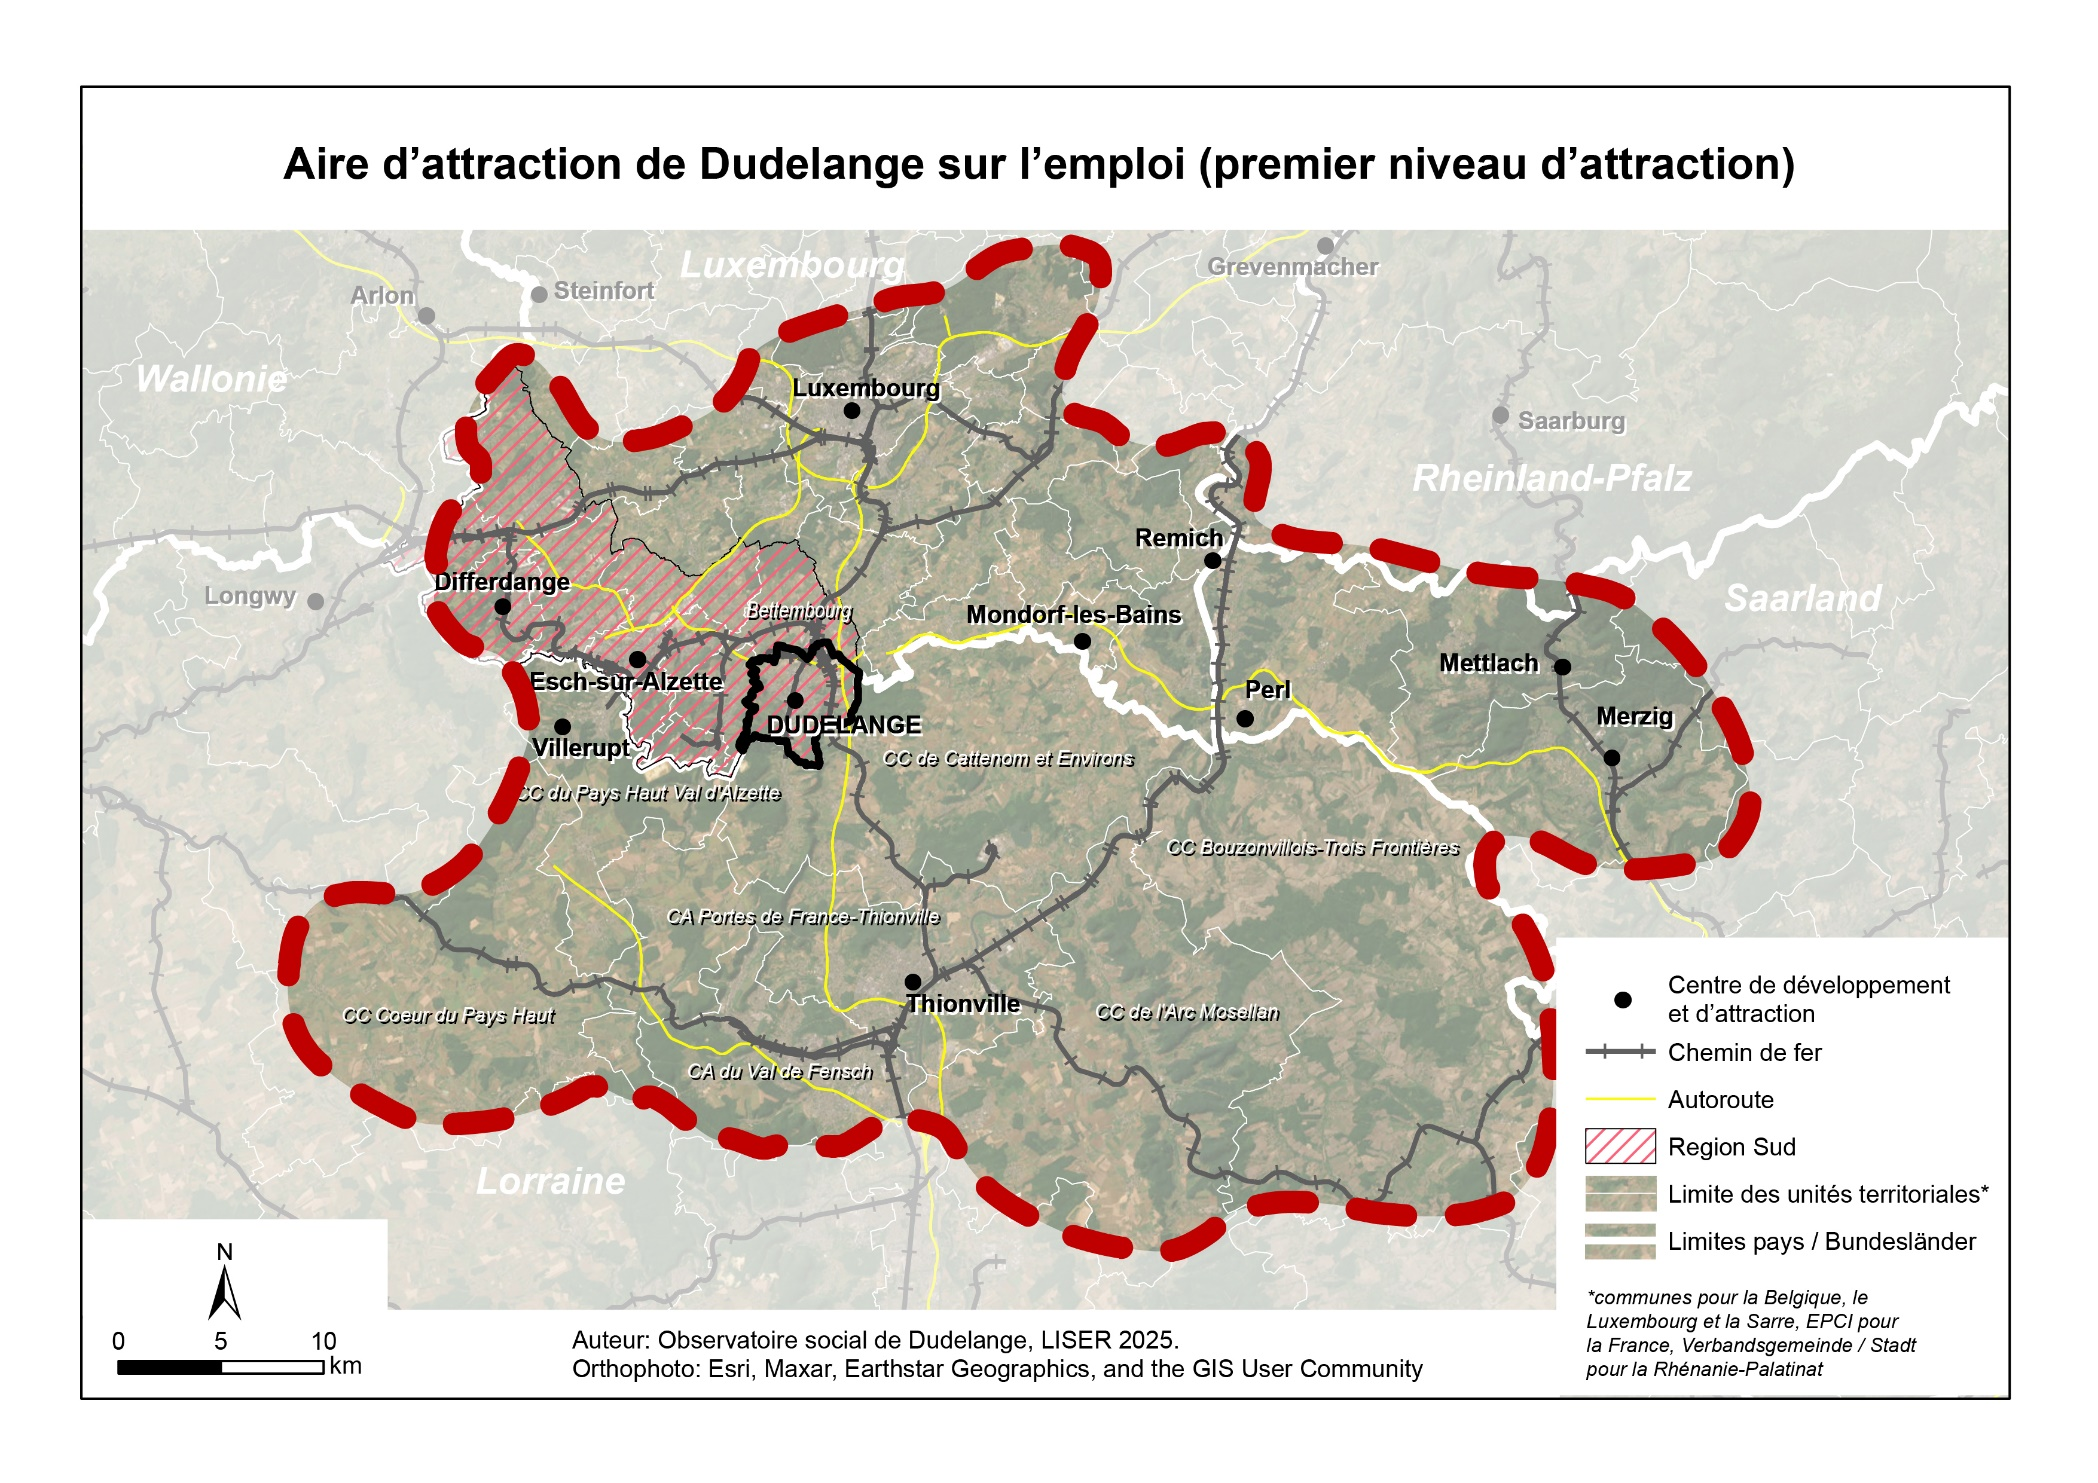 Aire d’attraction de Dudelange sur l’emploi (premier niveau d’attraction)
Luxembourg
Grevenmacher
Arlon
Steinfort
Wallonie
Luxembourg
Saarburg
Rheinland-Pfalz
Remich
Differdange
Longwy
Saarland
Bettembourg
Mondorf-les-Bains
Mettlach
Esch-sur-Alzette
Perl
DUDELANGE
Merzig
Villerupt
CC de Cattenom et Environs
CC du Pays Haut Val d'Alzette
CC Bouzonvillois-Trois Frontières
CA Portes de France-Thionville
Thionville
CC Coeur du Pays Haut
CC de l'Arc Mosellan
CA du Val de Fensch
Lorraine
Centre de développement
et d’attraction
Chemin de fer
Autoroute
Region Sud
Limite des unités territoriales*
Limites pays / Bundesländer
*communes pour la Belgique, le
Luxembourg et la Sarre, EPCI pour
la France, Verbandsgemeinde / Stadt
pour la Rhénanie-Palatinat
N
0 5 10
km
Auteur: Observatoire social de Dudelange, LISER 2025.
Orthophoto: Esri, Maxar, Earthstar Geographics, and the GIS User Community